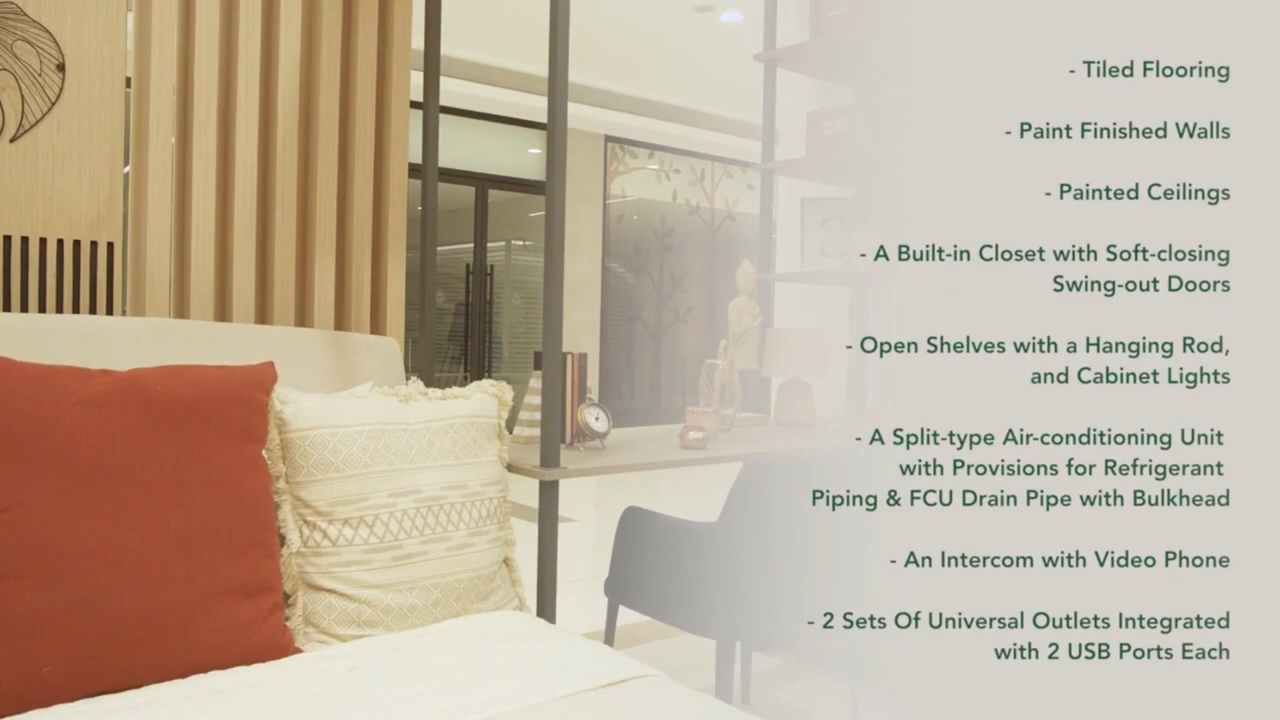 - Tiled Flooring
- Paint Finished Walls
- Painted Ceilings
- A Built-in Closet with Soft-closing
Swing-out Doors
- Open Shelves with a Hanging Rod,
and Cabinet Lights
- A Split-type Air-conditioning Unit
with Provisions for Refrigerant
Piping & FCU Drain Pipe with Bulkhead
- An Intercom with Video Phone
- 2 Sets Of Universal Outlets Integrated
with 2 USB Ports Each